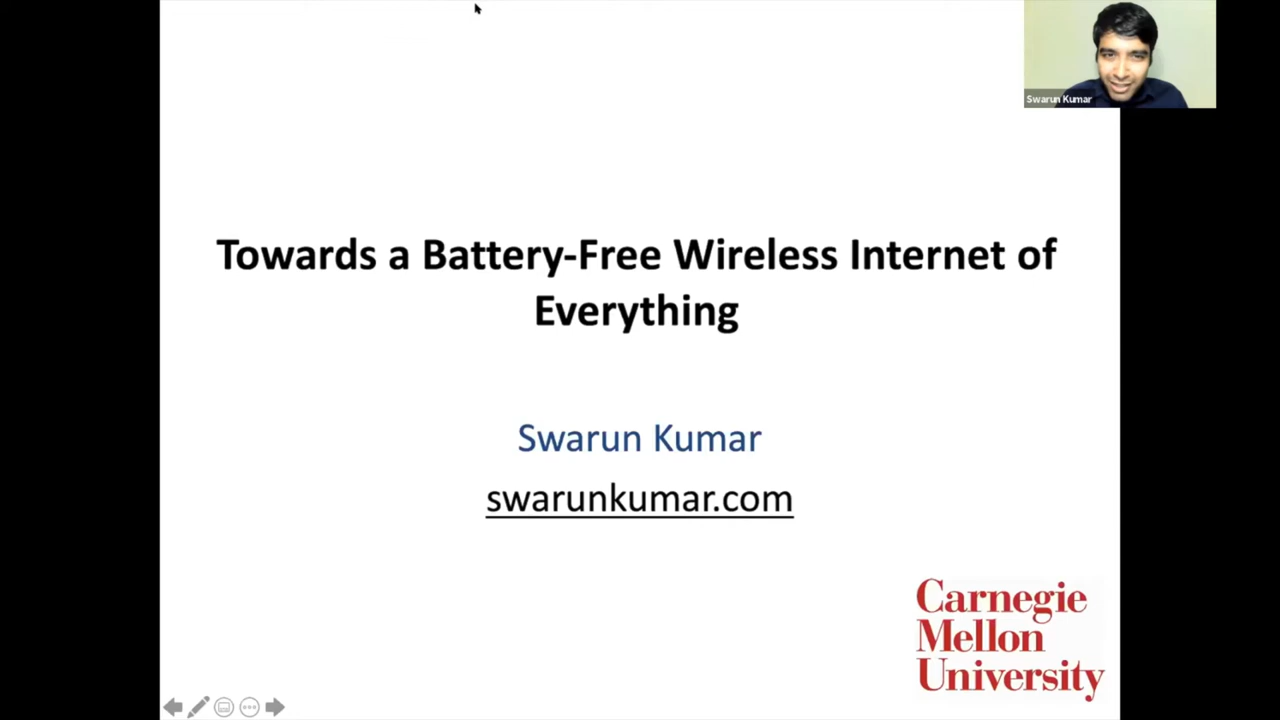 Swarun Kumar
Towards a Battery-Free Wireless Internet of
Everything
Swarun Kumar
swarunkumar.com
Carnegie
Mellon
University